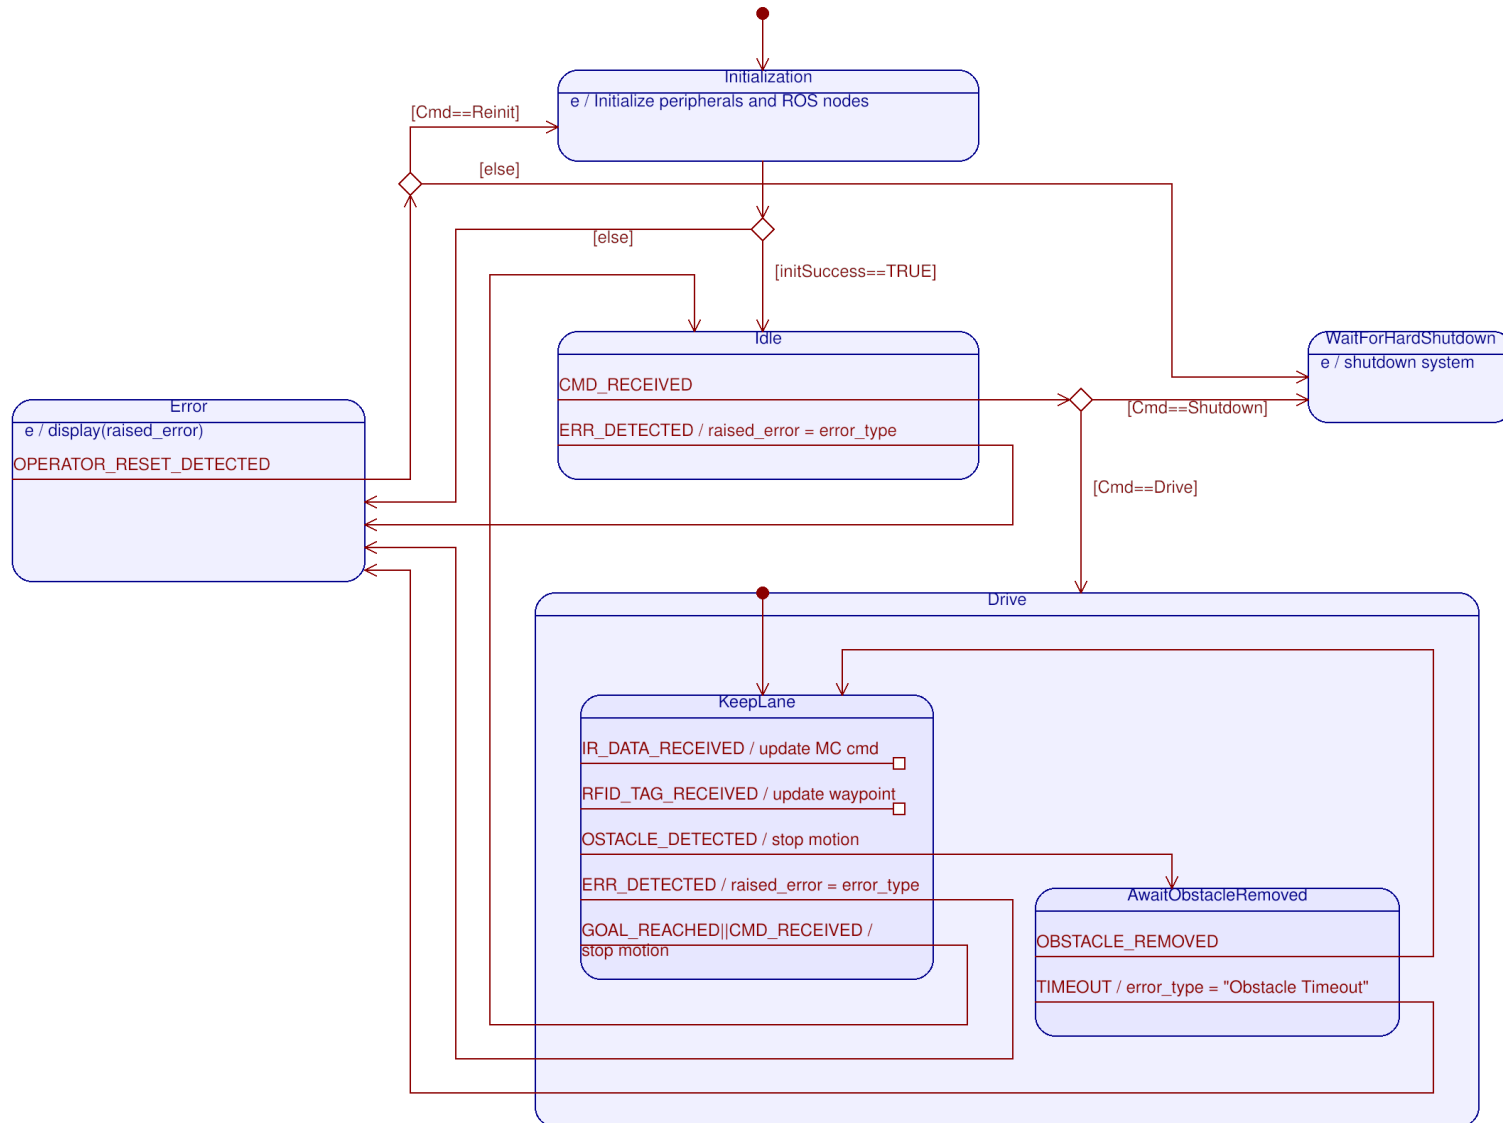 Initialization
e / Initialize peripherals and ROS nodes
[Cmd==Reinit]
[else]
[else]
[initSuccess==TRUE]
Idle
CMD_RECEIVED
ERR_DETECTED / raised_error = error_type
WaitForHardShutdown
e / shutdown system
[Cmd==Shutdown]
[Cmd==Drive]
Error
e / display(raised_error)
OPERATOR_RESET_DETECTED
Drive
KeepLane
IR_DATA_RECEIVED / update MC cmd
RFID_TAG_RECEIVED / update waypoint
OSTACLE_DETECTED / stop motion
ERR_DETECTED / raised_error = error_type
GOAL_REACHED||CMD_RECEIVED /
stop motion
AwaitObstacleRemoved
OBSTACLE_REMOVED
TIMEOUT / error_type = "Obstacle Timeout"